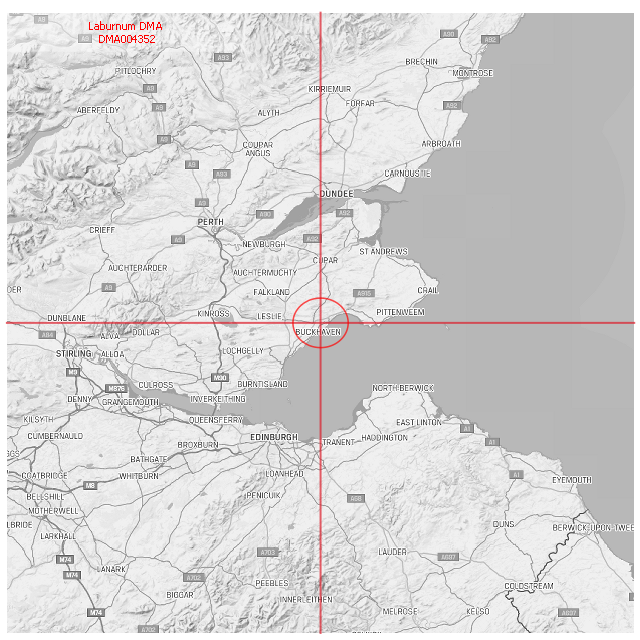 Laburnum DMA
DMA004352
A9
A9
A93
A90
A92
PITLOCHRY
BRECHIN
MONTROSE
A9
KIRRIEMUIR
ABERFELDY
A9
ALYTH
FORFAR
A92
A9
COUPAR
ANGUS
ARBROATH
A9
A93
CARNOUSTIE
DUNDEE
A9
A90
A92
PERTH
CRIEFF
A9
NEWBURGH
A92
ST ANDREWS
CUPAR
AUCHTERARDER
AUCHTERMUCHTY
A9
FALKLAND
A915
CRAIL
DER
DUNBLANE
KINROSS
LESLIE
PITTENWEEM
A84
ALVA
DOLLAR
BUCKHAVEN
STIRLING
ALLOA
LOCHGELLY
M9
M876
CULROSS
M90
BURNTISLAND
NORTH BERWICK
DENNY
GRANGEMOUTH
INVERKEITHING
KILSYTH
QUEENSFERRY
EAST LINTON
A1
CUMBERNAULD
BROXBURN
EDINBURGH
TRANENT
HADDINGTON
A1
GGS
BATHGATE
COATBRIDGE
WHITBURN
LOANHEAD
A1
EYEMOUTH
M8
BELLSHILL
PENICUIK
A68
MOTHERWELL
LBRIDE
DUNS
BERWICK-UPON-TWEE
LARKHALL
M74
A703
LAUDER
A697
M74
LANARK
A702
PEEBLES
COLDSTREAM
BIGGAR
INNERLEITHEN
M74
MELROSE
KELSO
A697
A702